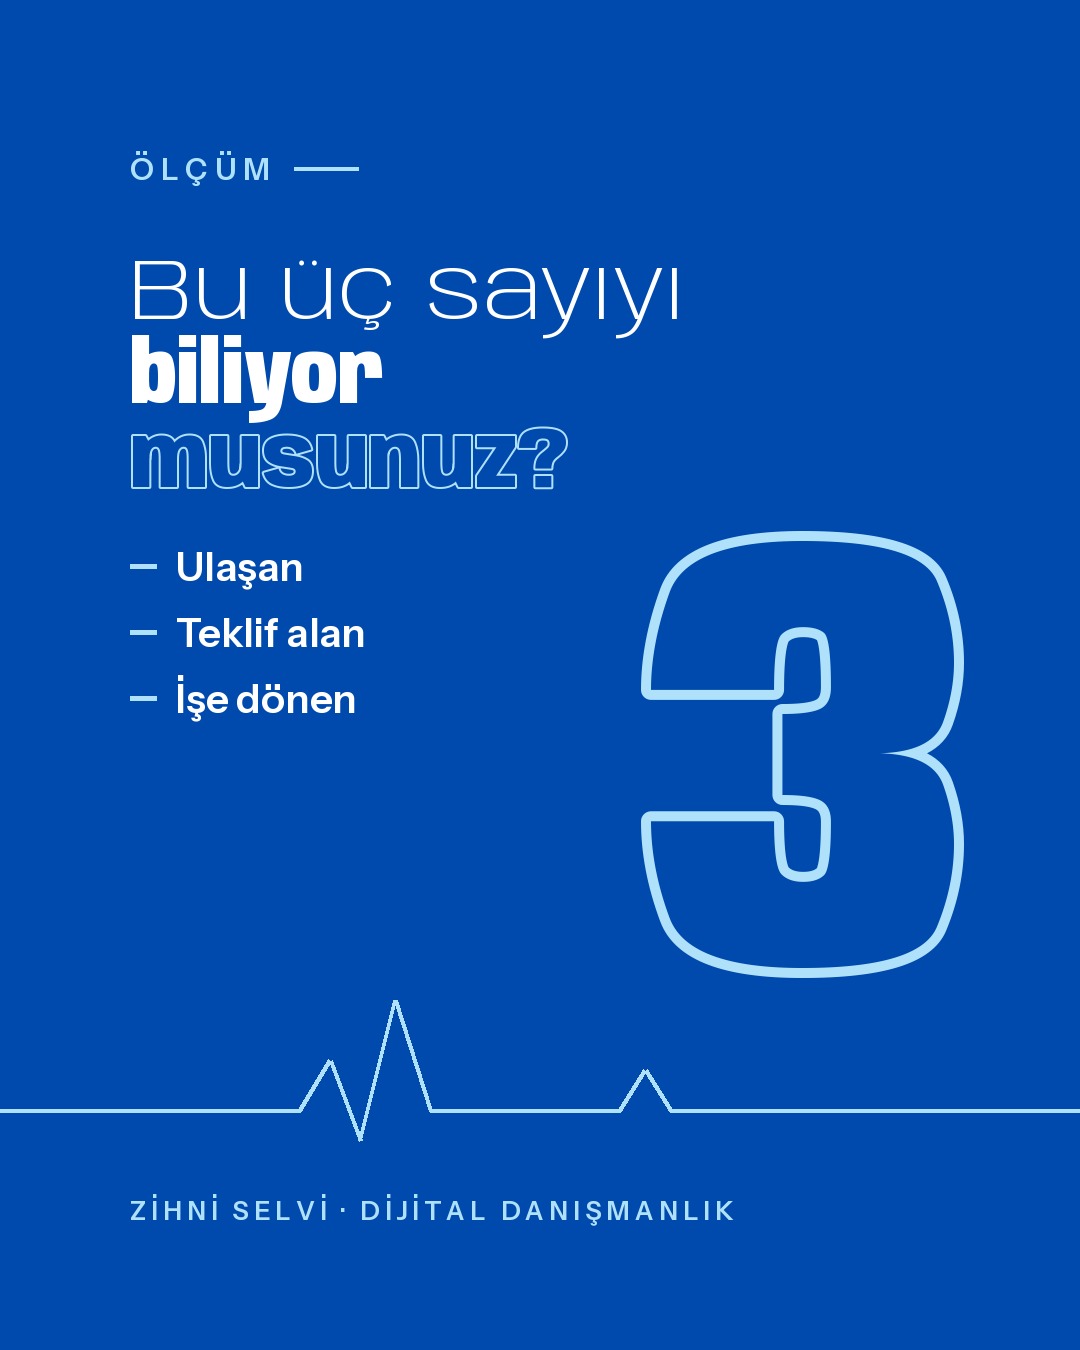 ÖLÇÜM
Bu üç sayıyı
biliyor
musunuz?
Ulaşan
Teklif alan
İşe dönen
3
ZİHNİ SELVİ · DİJİTAL DANIŞMANLIK